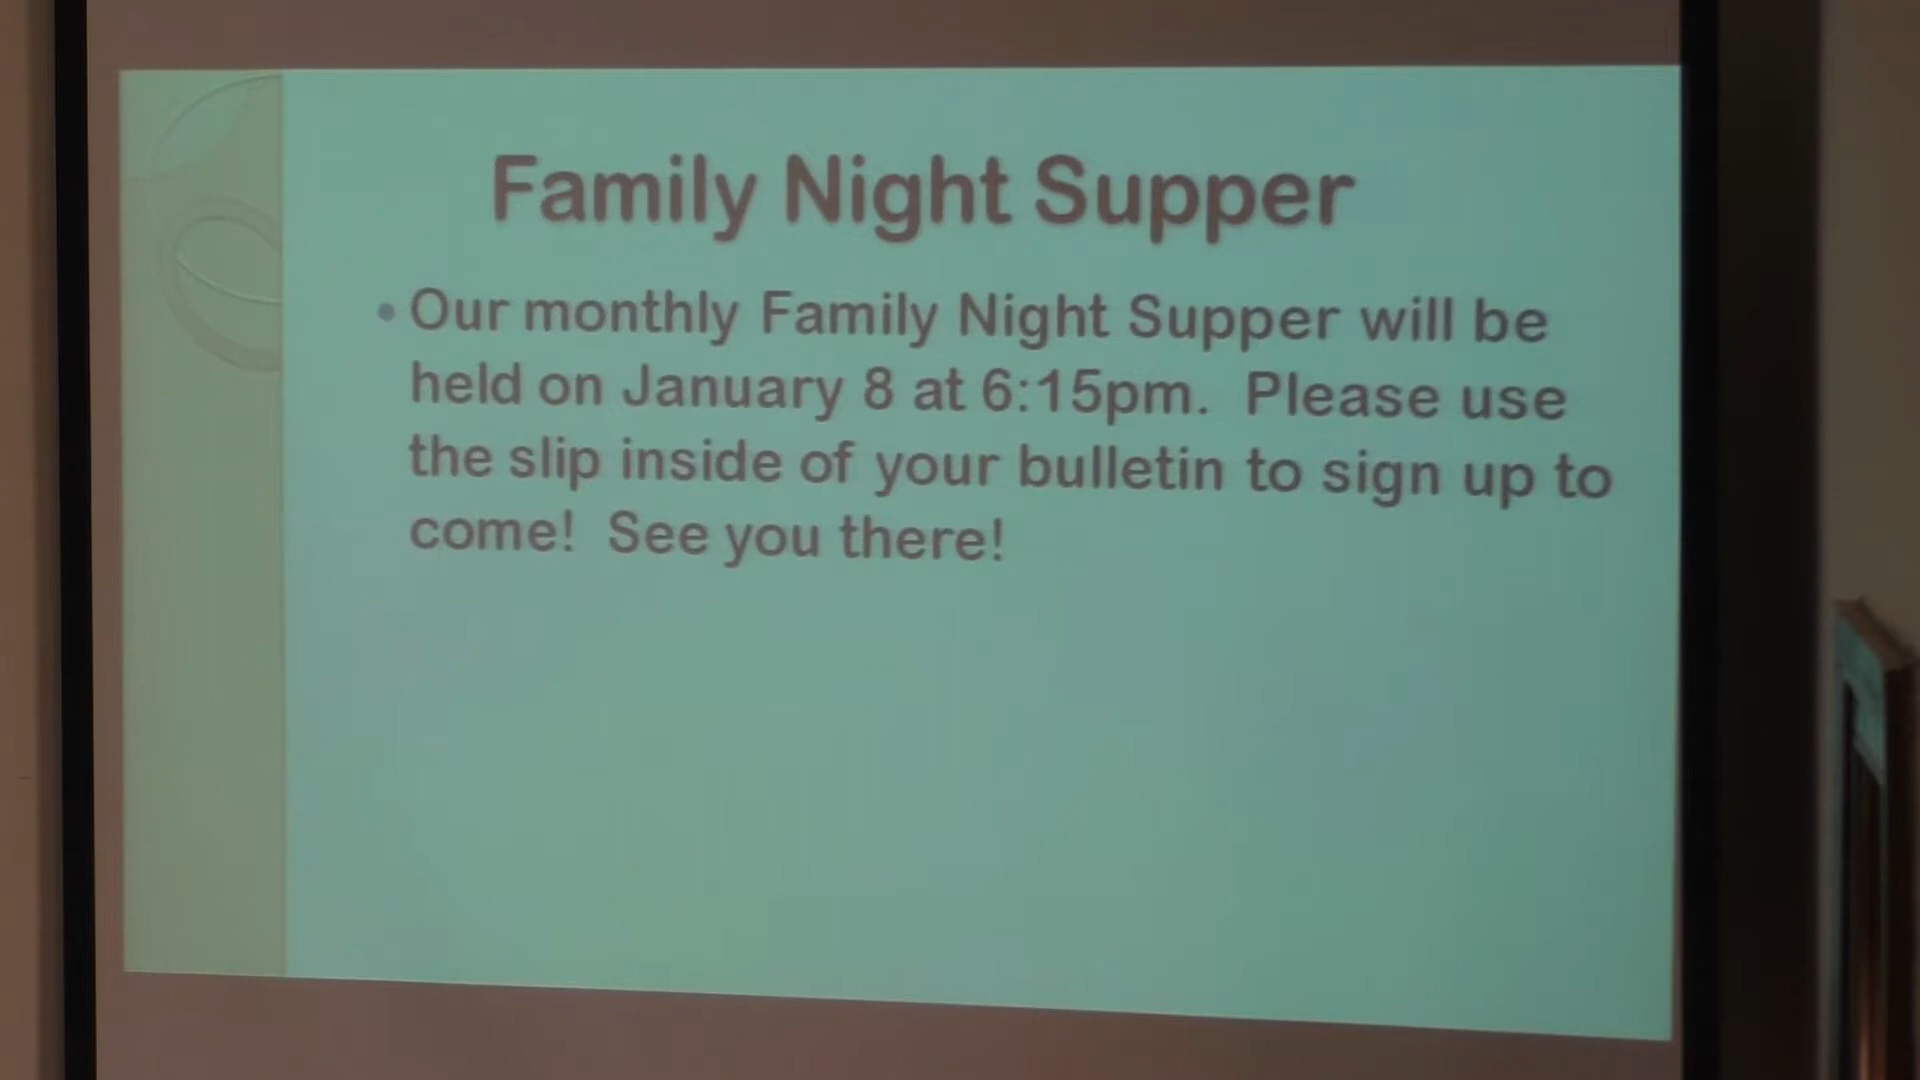 Family Night Supper
• Our monthly Family Night Supper will be
held on January 8 at 6:15pm.  Please use
the slip inside of your bulletin to sign up to
come!  See you there!